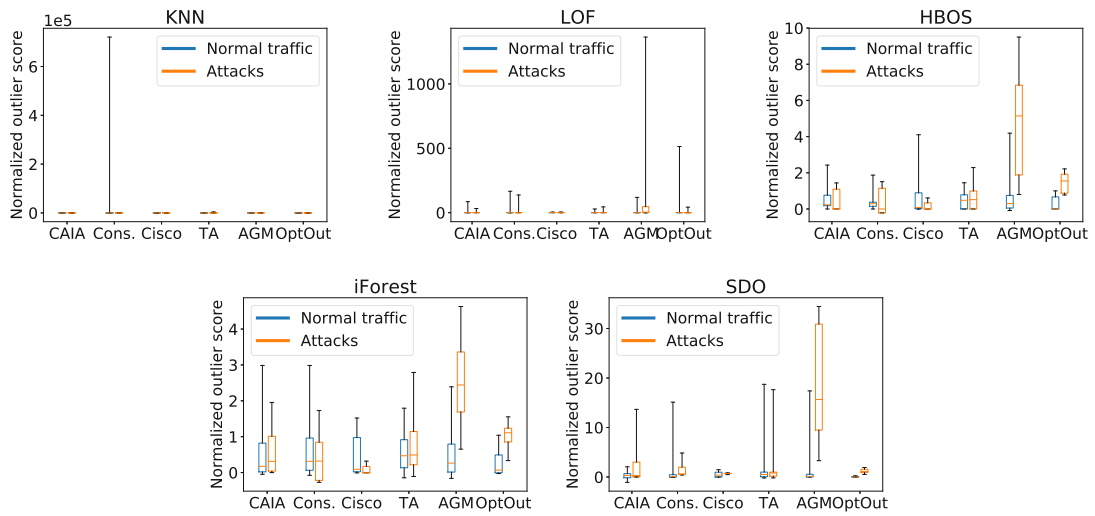 KNN
1e5
Normalized outlier score
6
4
2e5
0
Normal traffic
Attacks
CAIA Cons. Cisco TA AGM OptOut
LOF
Normalized outlier score
1000
500
0
Normal traffic
Attacks
CAIA Cons. Cisco TA AGM OptOut
HBOS
Normalized outlier score
10
8
6
4
2
0
Normal traffic
Attacks
CAIA Cons. Cisco TA AGM OptOut
iForest
Normalized outlier score
4
3
2
1
0
Normal traffic
Attacks
CAIA Cons. Cisco TA AGM OptOut
SDO
Normalized outlier score
30
20
10
0
Normal traffic
Attacks
CAIA Cons. Cisco TA AGM OptOut